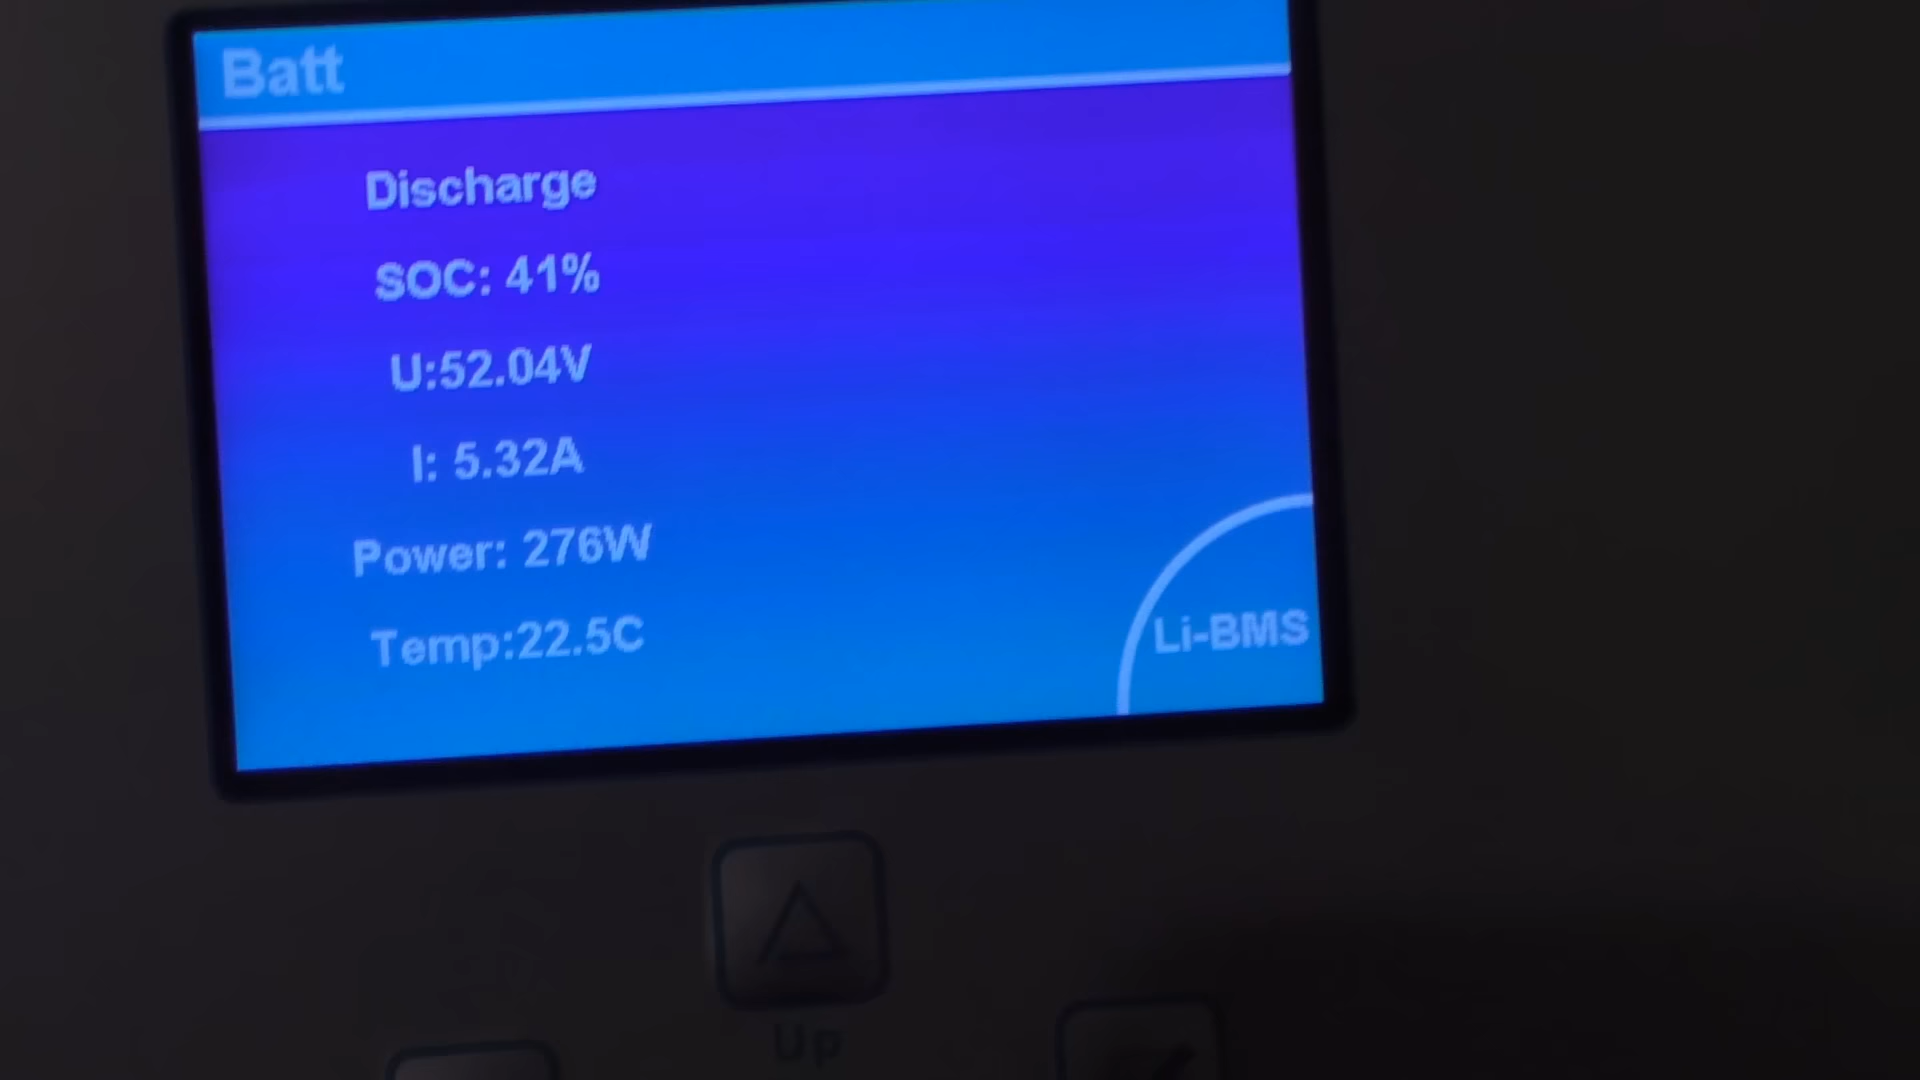 Batt
Discharge
SOC: 41%
U:52.04V
I: 5.32A
Power: 276W
Temp:22.5C
Li-BMS
Up